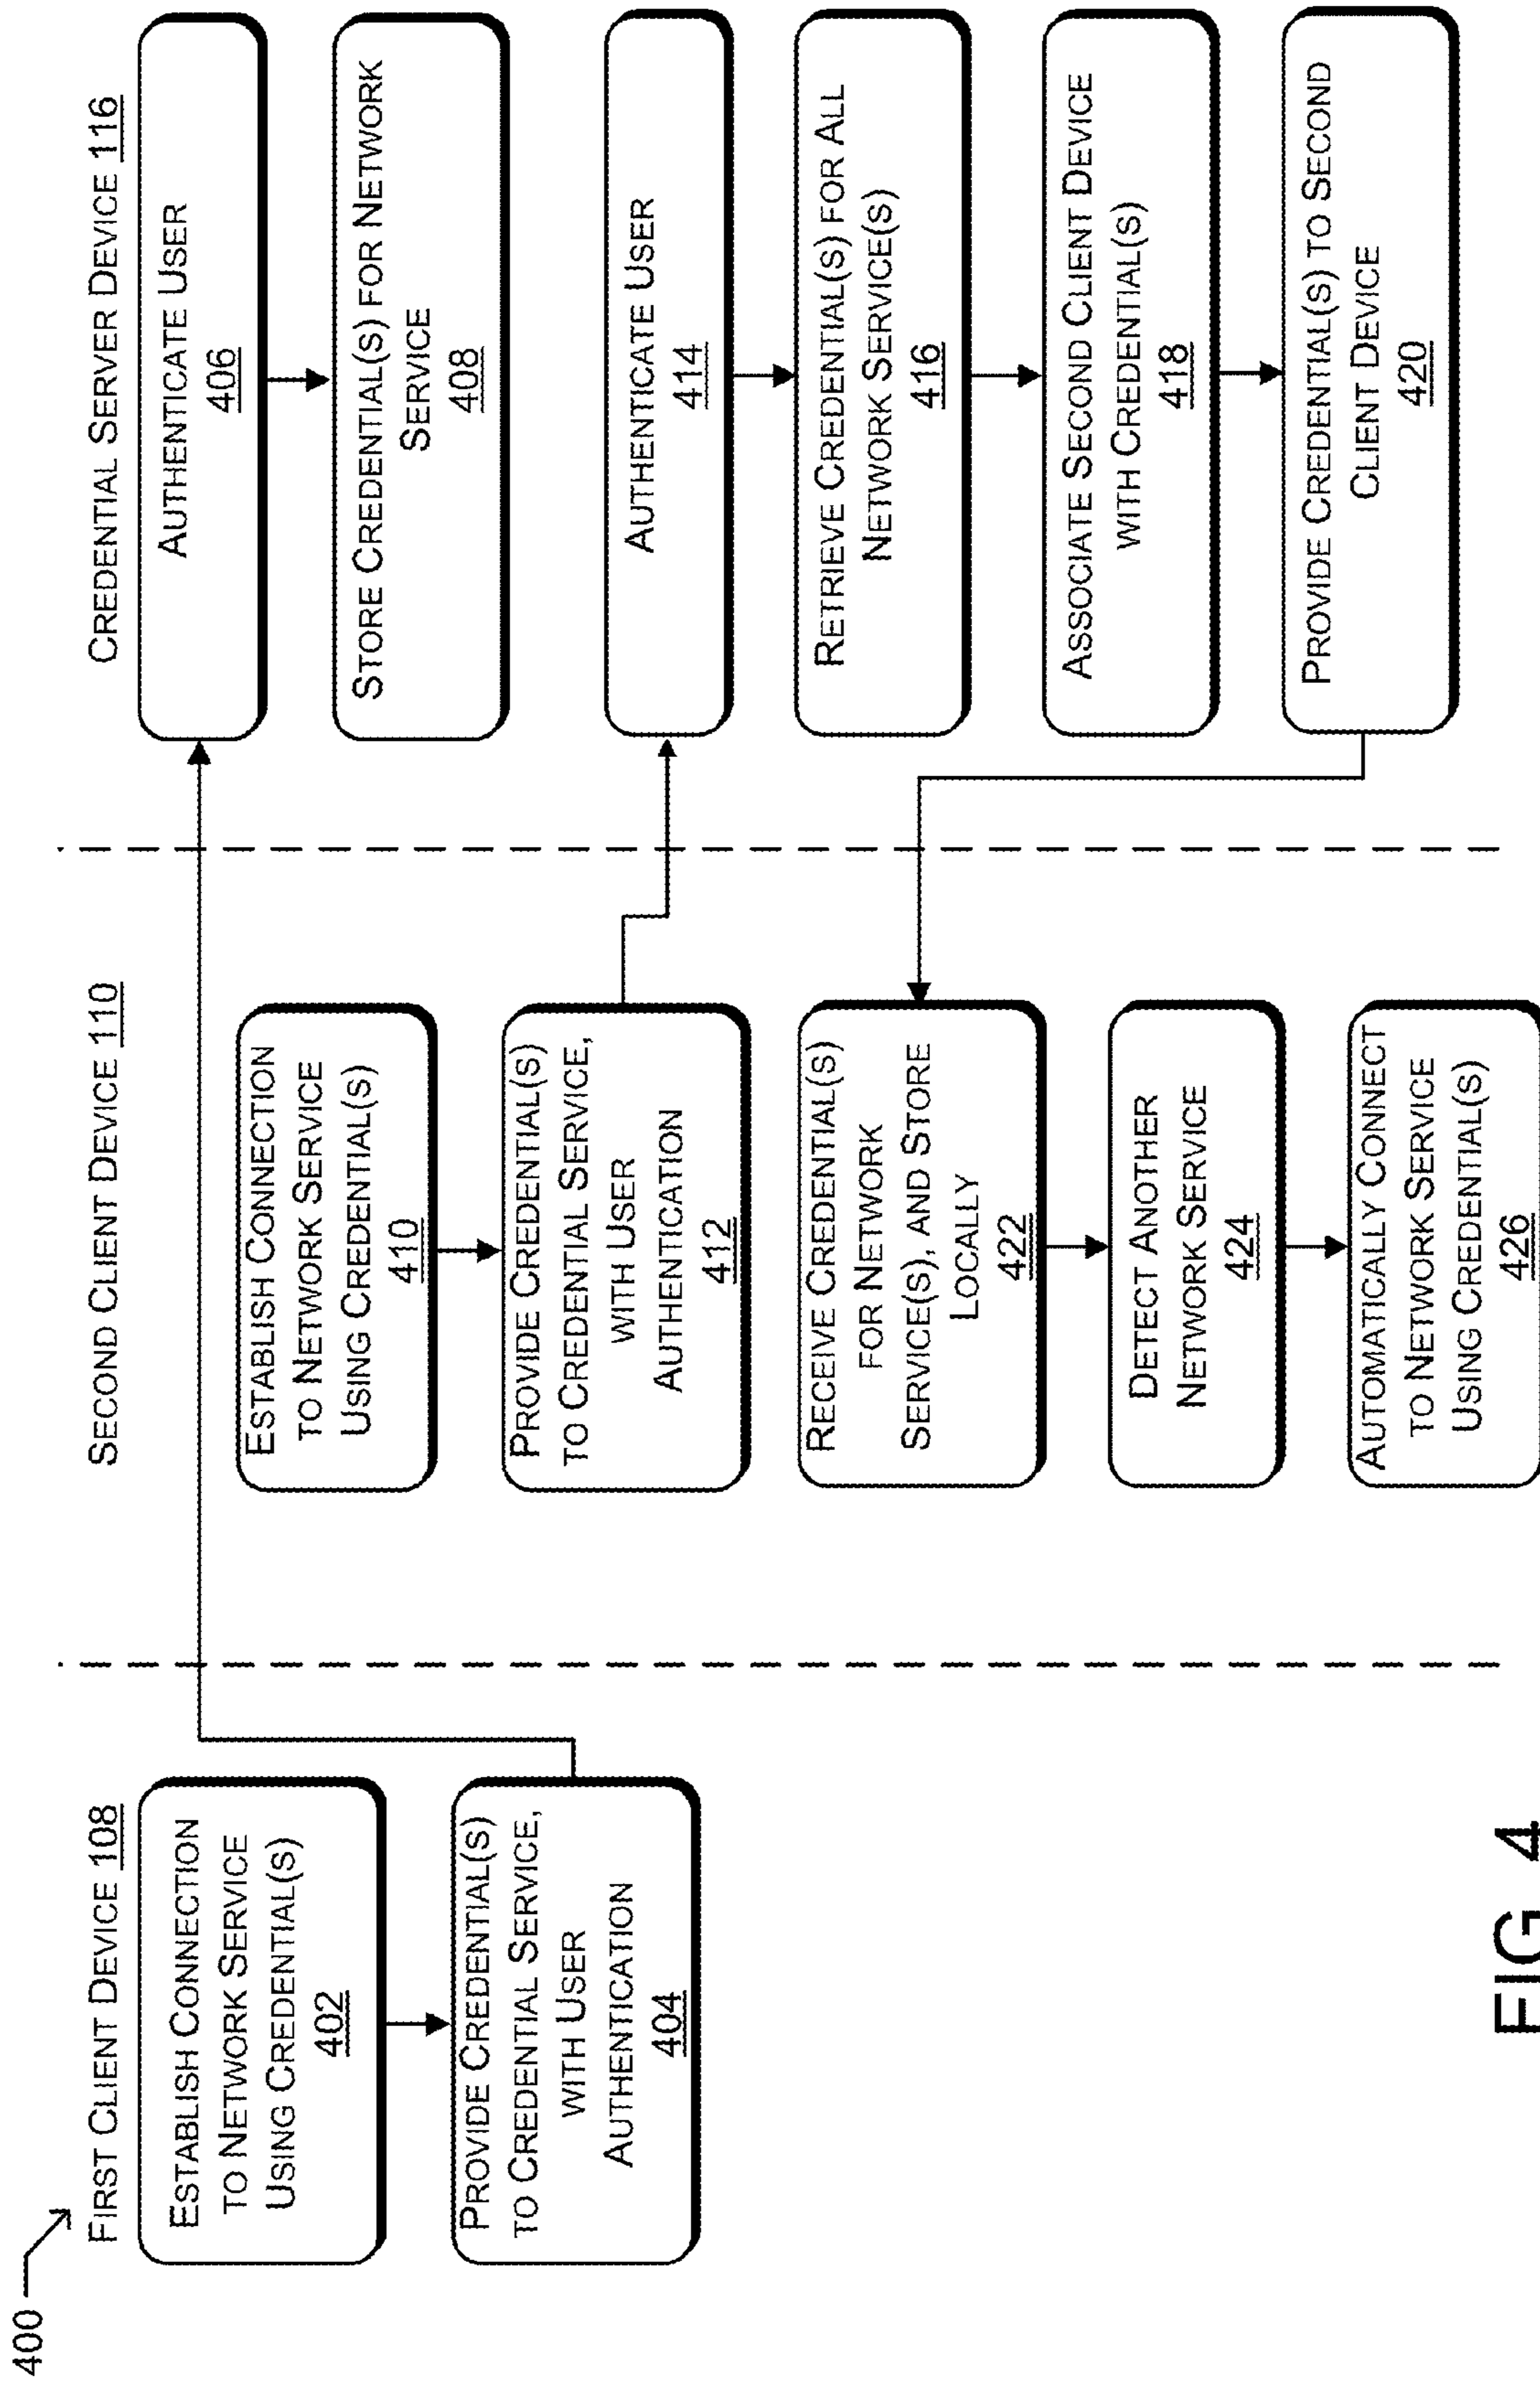 400
FIRST CLIENT DEVICE 108
ESTABLISH CONNECTION
TO NETWORK SERVICE
USING CREDENTIAL(S)
402
PROVIDE CREDENTIAL(S)
TO CREDENTIAL SERVICE,
WITH USER
AUTHENTICATION
404
SECOND CLIENT DEVICE 110
ESTABLISH CONNECTION
TO NETWORK SERVICE
USING CREDENTIAL(S)
410
PROVIDE CREDENTIAL(S)
TO CREDENTIAL SERVICE,
WITH USER
AUTHENTICATION
412
RECEIVE CREDENTIAL(S)
FOR NETWORK
SERVICE(S), AND STORE
LOCALLY
422
DETECT ANOTHER
NETWORK SERVICE
424
AUTOMATICALLY CONNECT
TO NETWORK SERVICE
USING CREDENTIAL(S)
426
CREDENTIAL SERVER DEVICE 116
AUTHENTICATE USER
406
STORE CREDENTIAL(S) FOR NETWORK
SERVICE
408
AUTHENTICATE USER
414
RETRIEVE CREDENTIAL(S) FOR ALL
NETWORK SERVICE(S)
416
ASSOCIATE SECOND CLIENT DEVICE
WITH CREDENTIAL(S)
418
PROVIDE CREDENTIAL(S) TO SECOND
CLIENT DEVICE
420
FIG. 4